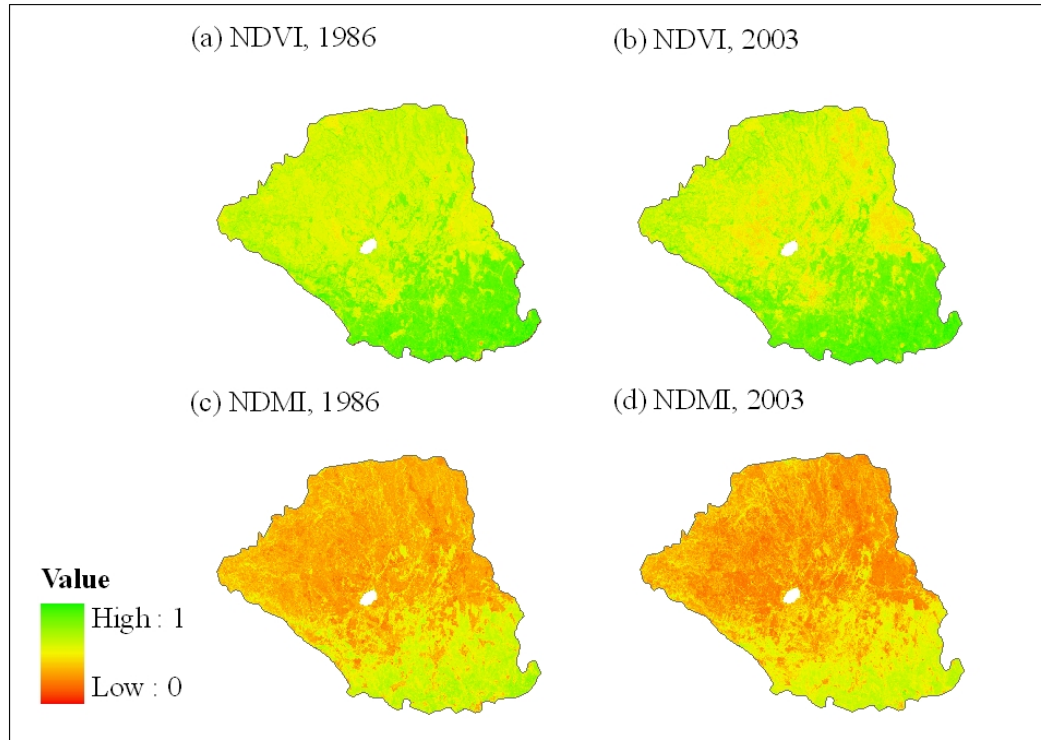 (a) NDVI, 1986
(b) NDVI, 2003
(c) NDMI, 1986
(d) NDMI, 2003
Value
High : 1
Low : 0